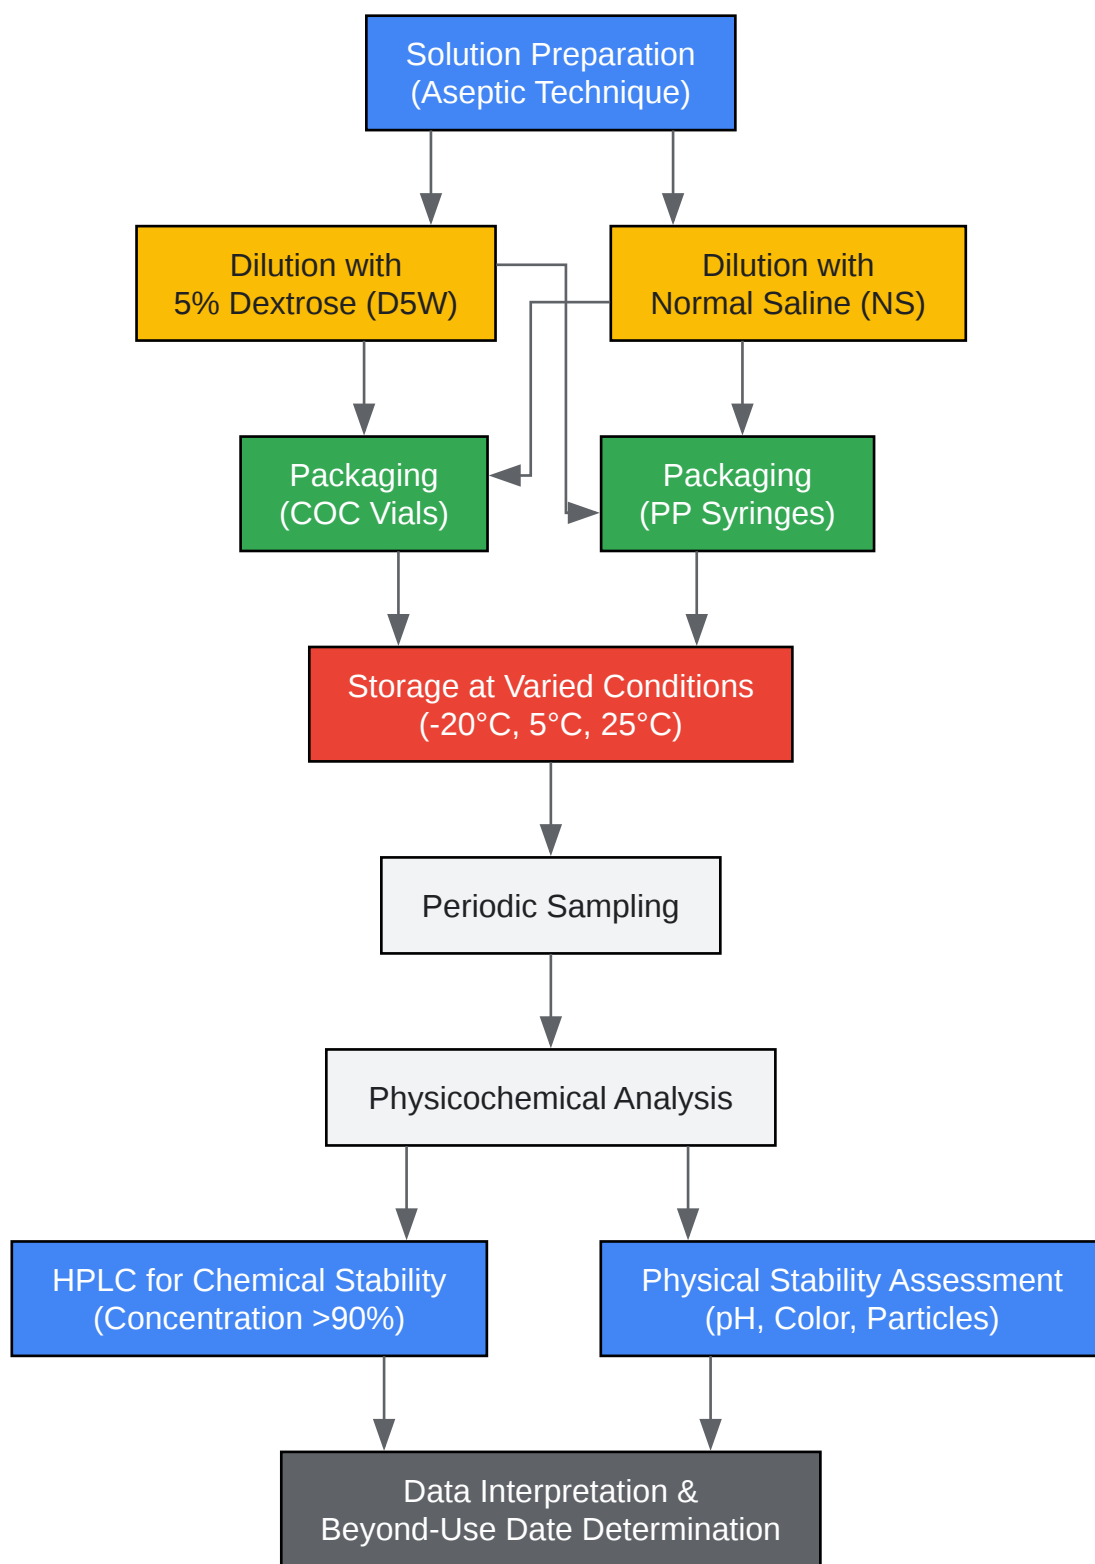 Solution Preparation
(Aseptic Technique)
Dilution with
5% Dextrose (D5W)
Dilution with
Normal Saline (NS)
Packaging
(COC Vials)
Packaging
(PP Syringes)
Storage at Varied Conditions
(-20°C, 5°C, 25°C)
Periodic Sampling
Physicochemical Analysis
HPLC for Chemical Stability
(Concentration >90%)
Physical Stability Assessment
(pH, Color, Particles)
Data Interpretation &
Beyond-Use Date Determination